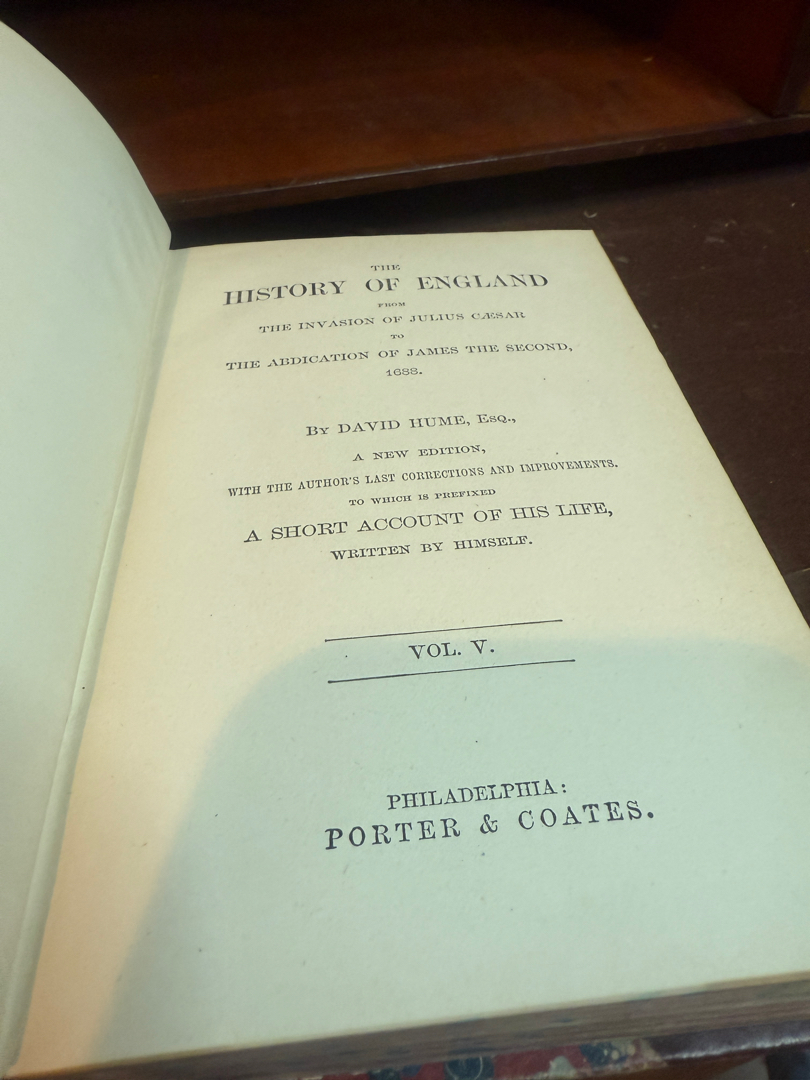 THE
HISTORY OF ENGLAND
FROM
THE INVASION OF JULIUS CÆSAR
TO
THE ABDICATION OF JAMES THE SECOND,
1688.
BY DAVID HUME, ESQ.,
A NEW EDITION,
WITH THE AUTHOR'S LAST CORRECTIONS AND IMPROVEMENTS.
TO WHICH IS PREFIXED
A SHORT ACCOUNT OF HIS LIFE,
WRITTEN BY HIMSELF.
VOL. V.
PHILADELPHIA:
PORTER & COATES.